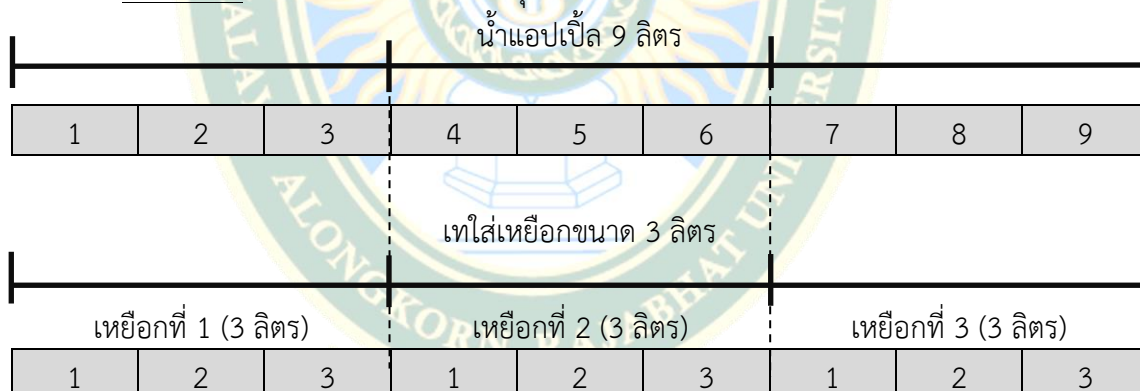 น้ำแอปเปิ้ล 9 ลิตร
1 2 3 4 5 6 7 8 9
เทใส่เหยือกขนาด 3 ลิตร
เหยือกที่ 1 (3 ลิตร) เหยือกที่ 2 (3 ลิตร) เหยือกที่ 3 (3 ลิตร)
1 2 3 1 2 3 1 2 3